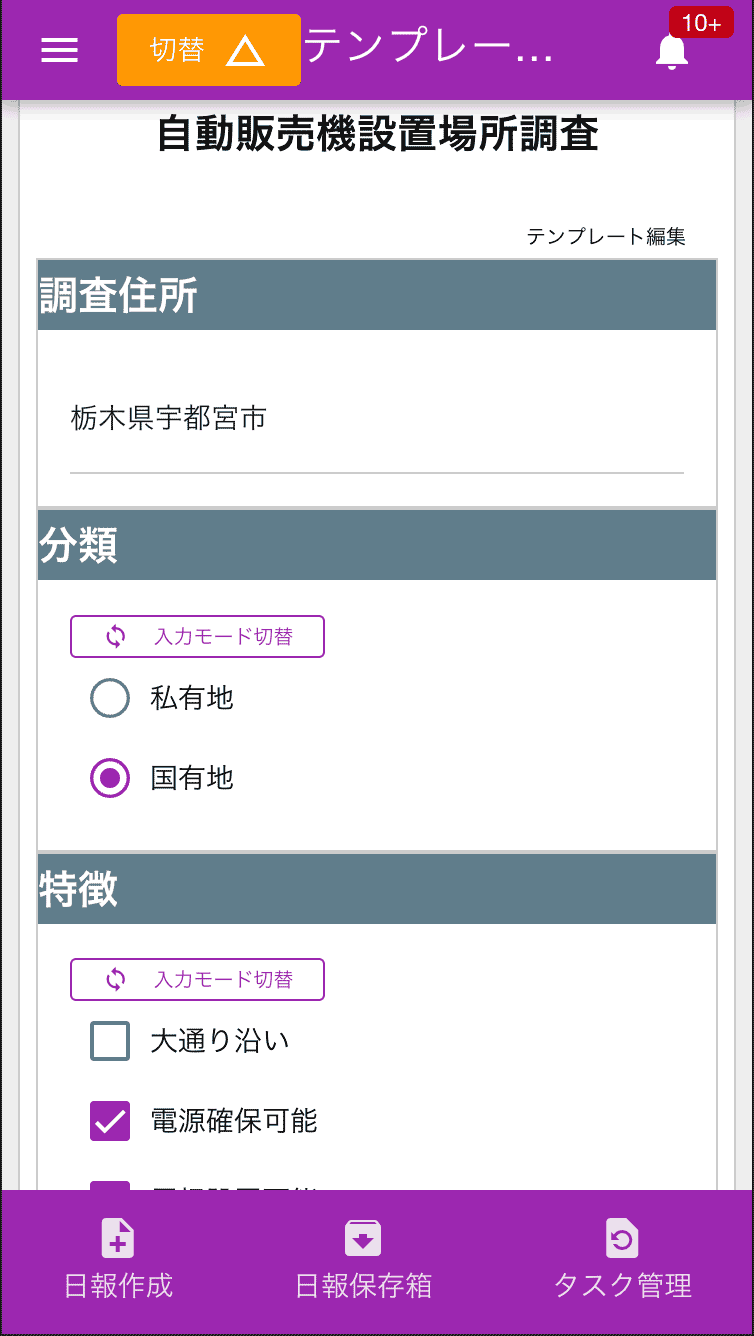 切替
テンプレー...
10+
自動販売機設置場所調査
テンプレート編集
調査住所
栃木県宇都宮市
分類
入力モード切替
私有地
国有地
特徴
入力モード切替
大通り沿い
電源確保可能
日報作成
日報保存箱
タスク管理